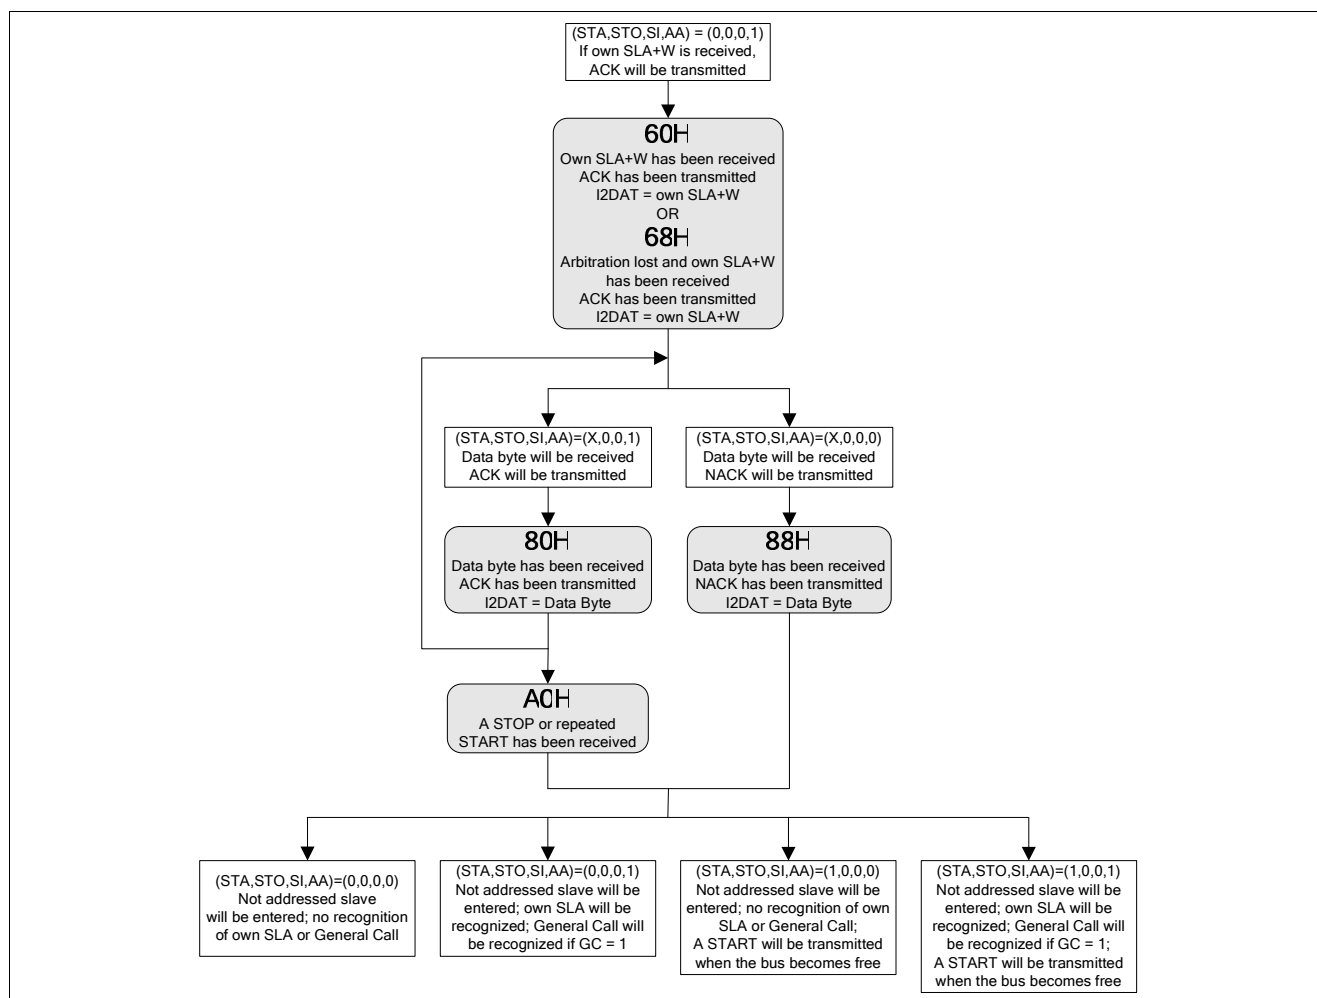 (STA,STO,SI,AA) = (0,0,0,1)
If own SLA+W is received,
ACK will be transmitted
60H
Own SLA+W has been received
ACK has been transmitted
I2DAT = own SLA+W
OR
68H
Arbitration lost and own SLA+W
has been received
ACK has been transmitted
I2DAT = own SLA+W
(STA,STO,SI,AA)=(X,0,0,1)
Data byte will be received
ACK will be transmitted
(STA,STO,SI,AA)=(X,0,0,0)
Data byte will be received
NACK will be transmitted
80H
Data byte has been received
ACK has been transmitted
I2DAT = Data Byte
88H
Data byte has been received
NACK has been transmitted
I2DAT = Data Byte
A0H
A STOP or repeated
START has been received
(STA,STO,SI,AA)=(0,0,0,0)
Not addressed slave
will be entered; no recognition
of own SLA or General Call
(STA,STO,SI,AA)=(0,0,0,1)
Not addressed slave will be
entered; own SLA will be
recognized; General Call will
be recognized if GC = 1
(STA,STO,SI,AA)=(1,0,0,0)
Not addressed slave will be
entered; no recognition of own
SLA or General Call;
A START will be transmitted
when the bus becomes free
(STA,STO,SI,AA)=(1,0,0,1)
Not addressed slave will be
entered; own SLA will be
recognized; General Call will
be recognized if GC = 1;
A START will be transmitted
when the bus becomes free